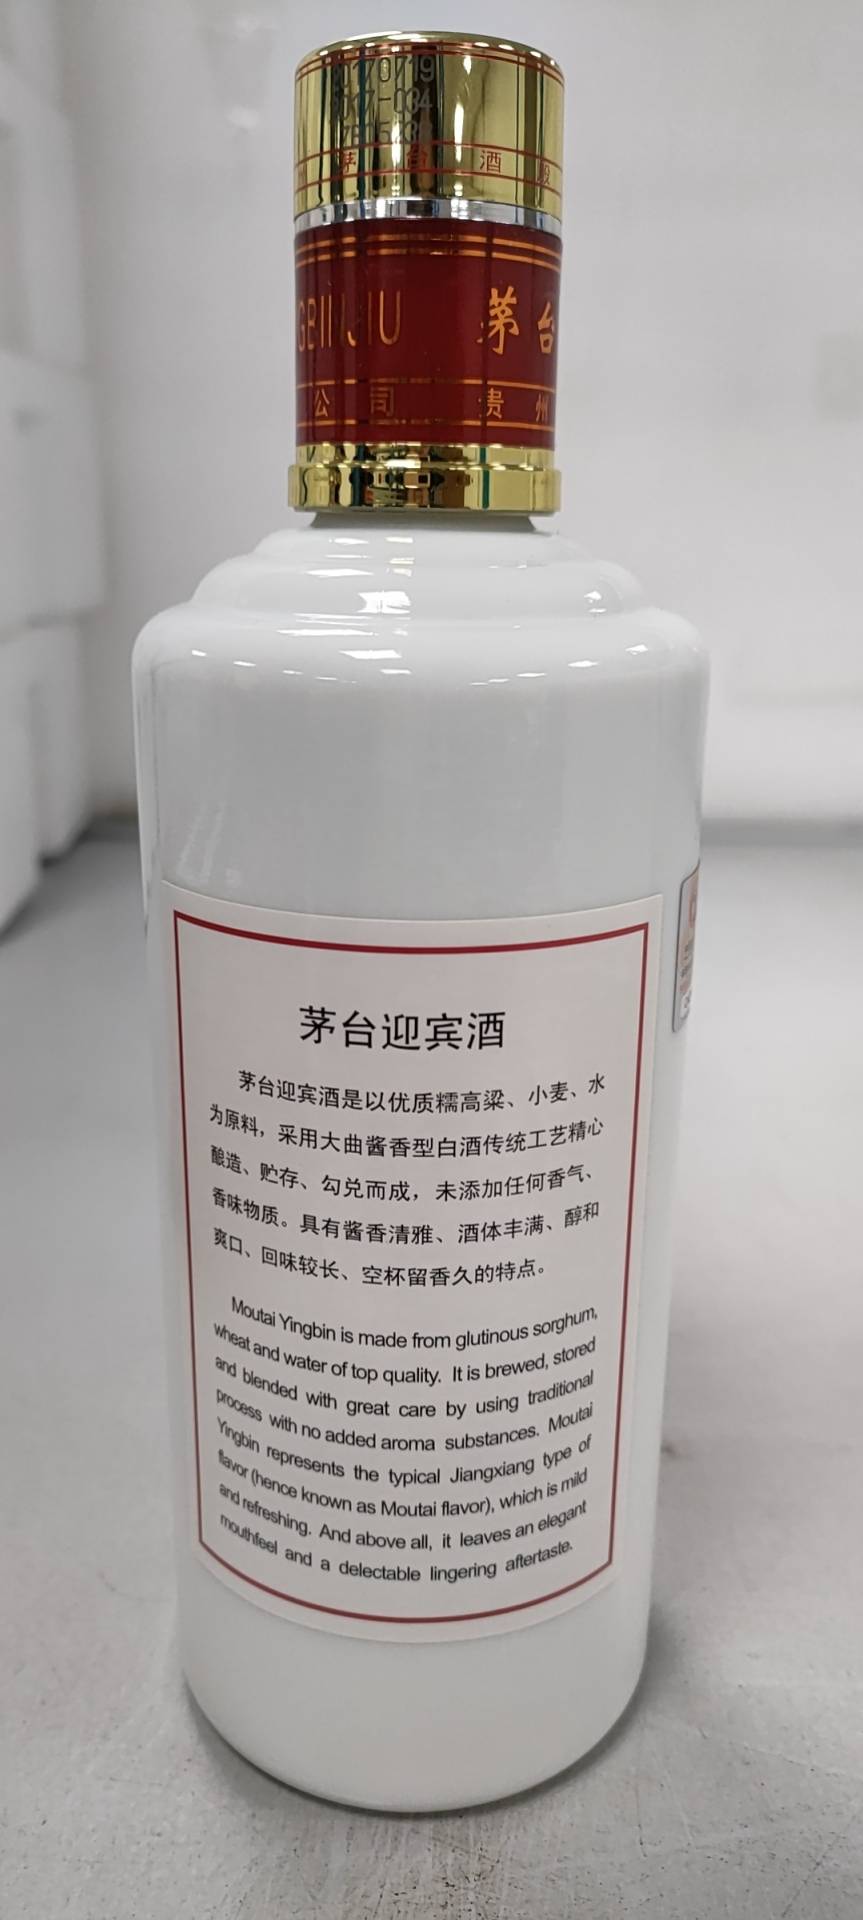 茅 台 酒
GBINJIU 茅台
公司 贵州
茅台迎宾酒
茅台迎宾酒是以优质糯高粱、小麦、水
为原料，采用大曲酱香型白酒传统工艺精心
酿造、贮存、勾兑而成，未添加任何香气、
香味物质。具有酱香清雅、酒体丰满、醇和
爽口、回味较长、空杯留香久的特点。
Moutai Yingbin is made from glutinous sorghum,
wheat and water of top quality. It is brewed, stored
and blended with great care by using traditional
process with no added aroma substances. Moutai
Yingbin represents the typical Jiangxiang type of
flavor (hence known as Moutai flavor), which is mild
and refreshing. And above all, it leaves an elegant
mouthfeel and a delectable lingering aftertaste.